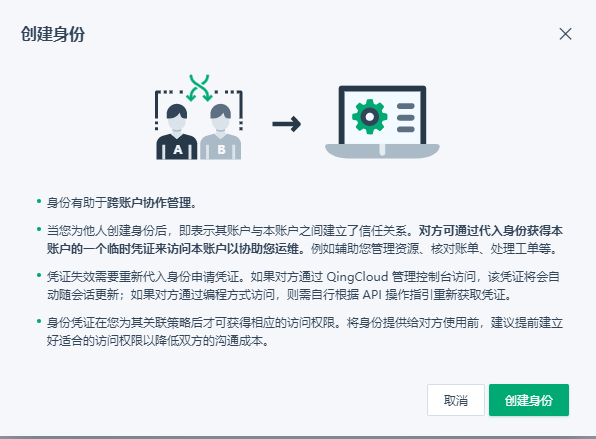 创建身份
A B
身份有助于跨账户协作管理。
当您为他人创建身份后，即表示其账户与本账户之间建立了信任关系。对方可通过代入身份获得本
账户的一个临时凭证来访问本账户以协助您运维。例如辅助您管理资源、核对账单、处理工单等。
凭证失效需要重新代入身份申请凭证。如果对方通过 QingCloud 管理控制台访问，该凭证将会自
动随会话更新；如果对方通过编程方式访问，则需自行根据 API 操作指引重新获取凭证。
身份凭证在您为其关联策略后才可获得相应的访问权限。将身份提供给对方使用前，建议提前建立
好适合的访问权限以降低双方的沟通成本。
取消
创建身份